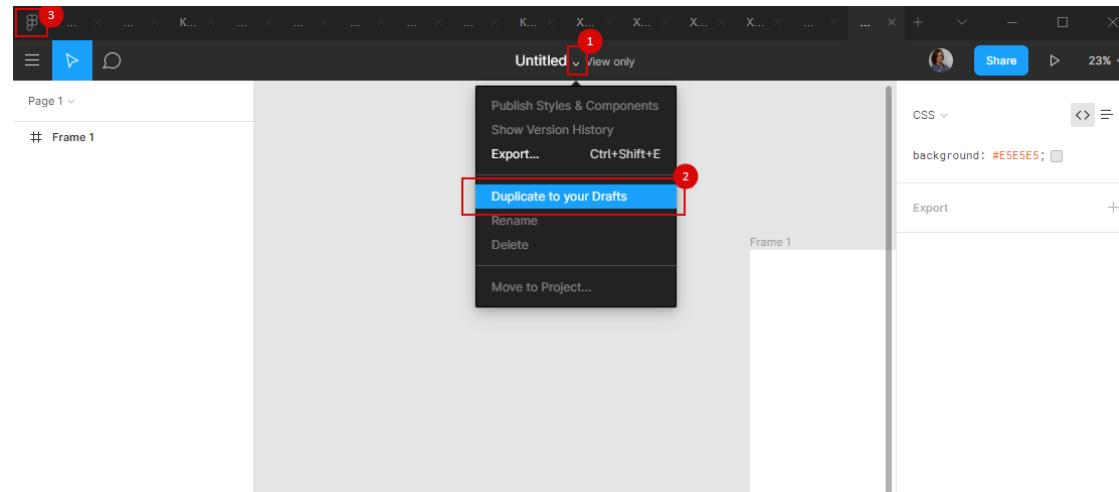 3
... ... K... ... ... ... ... ... K... X... X... X... X... ... ...
1
Untitled View only
Share
23%
Page 1
Frame 1
Publish Styles & Components
Show Version History
Export... Ctrl+Shift+E
2
Duplicate to your Drafts
Rename
Delete
Move to Project...
Frame 1
CSS
<>
background: #E5E5E5;
Export